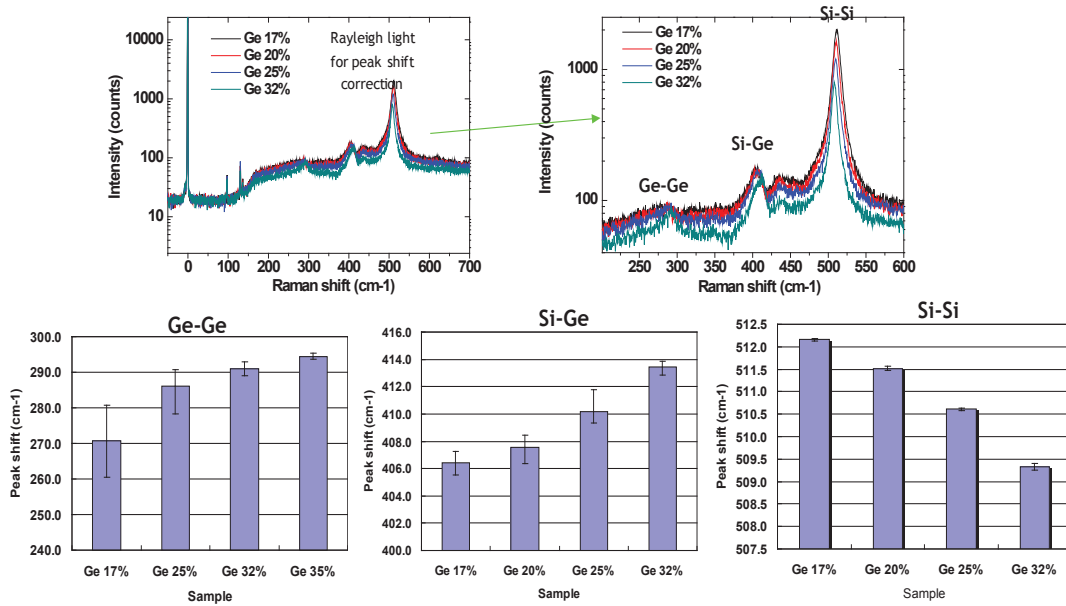 Ge 17%
Ge 20%
Ge 25%
Ge 32%
Rayleigh light
for peak shift
correction
10000
1000
100
10
Intensity (counts)
0 100 200 300 400 500 600 700
Raman shift (cm-1)
Si-Si
Ge 17%
Ge 20%
Ge 25%
Ge 32%
Si-Ge
Ge-Ge
1000
100
Intensity (counts)
250 300 350 400 450 500 550 600
Raman shift (cm-1)
Ge-Ge
300.0
290.0
280.0
270.0
260.0
250.0
240.0
Peak shift (cm-1)
Ge 17% Ge 25% Ge 32% Ge 35%
Sample
Si-Ge
416.0
414.0
412.0
410.0
408.0
406.0
404.0
402.0
400.0
Peak shift (cm-1)
Ge 17% Ge 20% Ge 25% Ge 32%
Sample
Si-Si
512.5
512.0
511.5
511.0
510.5
510.0
509.5
509.0
508.5
508.0
507.5
Peak shift (cm-1)
Ge 17% Ge 20% Ge 25% Ge 32%
Sample